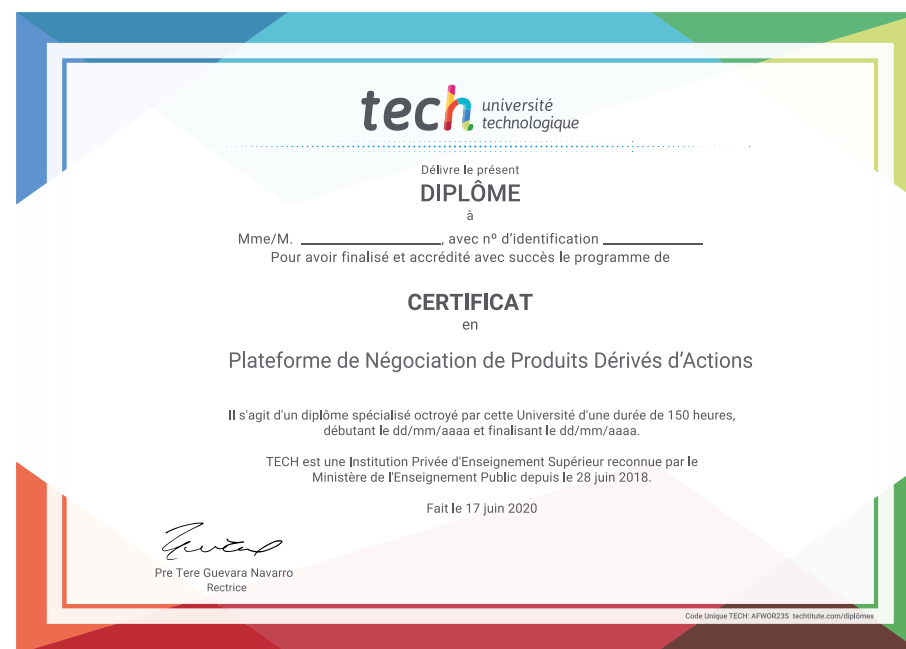 tech université
technologique
Délivre le présent
DIPLÔME
à
Mme/M. ____________________, avec nº d'identification ______________
Pour avoir finalisé et accrédité avec succès le programme de
CERTIFICAT
en
Plateforme de Négociation de Produits Dérivés d'Actions
Il s'agit d'un diplôme spécialisé octroyé par cette Université d'une durée de 150 heures,
débutant le dd/mm/aaaa et finalisant le dd/mm/aaaa.
TECH est une Institution Privée d'Enseignement Supérieur reconnue par le
Ministère de l'Enseignement Public depuis le 28 juin 2018.
Fait le 17 juin 2020
Pre Tere Guevara Navarro
Rectrice
Code Unique TECH: AFWOR23S techtitute.com/diplômes